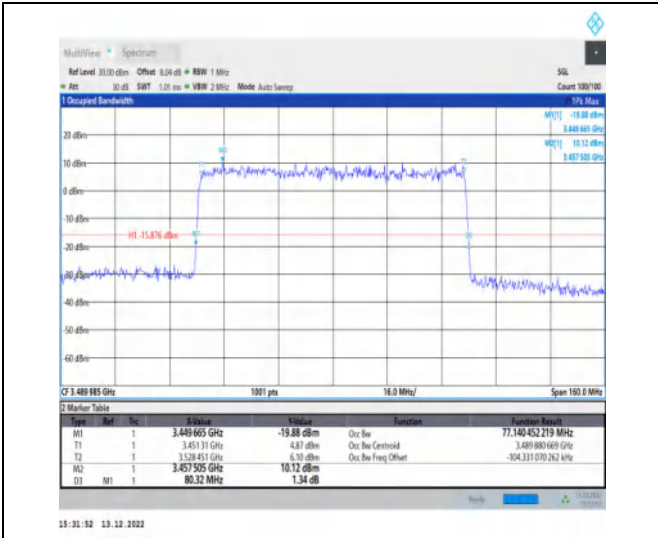 MultiView Spectrum
Ref Level 30.00 dBm Offset 8.04 dB RBW 1 MHz SGL
Att 30 dB SWT 1.01 ms VBW 2 MHz Mode Auto Sweep Count 100/100
1 Occupied Bandwidth 1Pk Max
M1[1] -19.88 dBm
3.449 665 GHz
20 dBm
M2[1] 10.12 dBm
3.457 505 GHz
M2
10 dBm
0 dBm
-10 dBm
H1 -15.876 dBm
M1
-20 dBm
-30 dBm
-40 dBm
-50 dBm
-60 dBm
CF 3.489 985 GHz 1001 pts 16.0 MHz/ Span 160.0 MHz
2 Marker Table
Type Ref Trc X-Value Y-Value Function Function Result
M1 1 3.449 665 GHz -19.88 dBm Occ Bw 77.140 452 219 MHz
T1 1 3.451 31 GHz 4.87 dBm Occ Bw Centroid 3.489 880 669 GHz
T2 1 3.528 451 GHz 6.10 dBm Occ Bw Freq Offset -104.331 070 262 kHz
M2 1 3.457 505 GHz 10.12 dBm
D3 M1 1 80.32 MHz 1.34 dB
Ready
15:31:52 13.12.2022